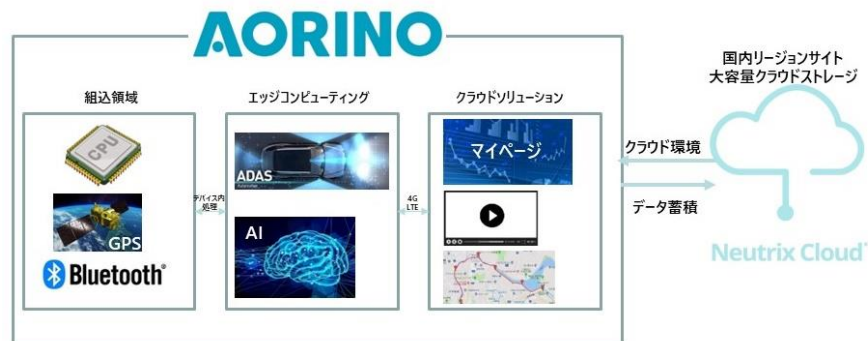 AORINO
国内リージョンサイト
大容量クラウドストレージ
組込領域
エッジコンピューティング
クラウドソリューション
CPU
GPS
Bluetooth®
デバイス内
処理
ADAS
AI
4G
LTE
マイページ
クラウド環境
データ蓄積
Neutrix Cloud